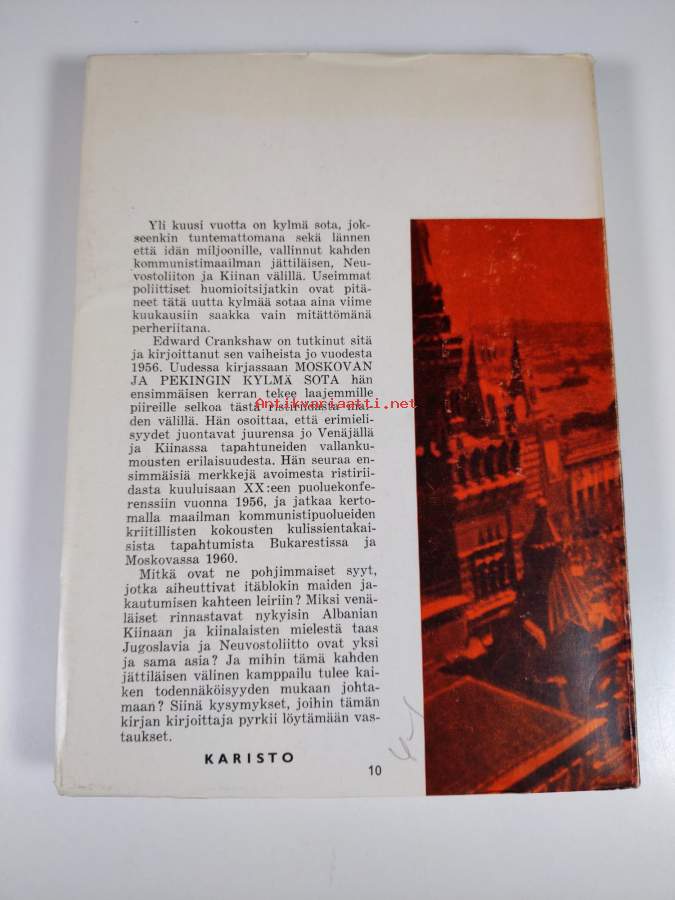 Yli kuusi vuotta on kylmä sota, jok-
seenkin tuntemattomana sekä lännen
että idän miljoonille, vallinnut kahden
kommunistimaailman jättiläisen, Neu-
vostoliiton ja Kiinan välillä. Useimmat
poliittiset huomioitsijatkin ovat pitä-
neet tätä uutta kylmää sotaa aina viime
kuukausiin saakka vain mitättömänä
perheriitana.
Edward Crankshaw on tutkinut sitä
ja kirjoittanut sen vaiheista jo vuodesta
1956. Uudessa kirjassaan MOSKOVAN
JA PEKINGIN KYLMÄ SOTA hän
ensimmäisen kerran tekee laajemmille
piireille selkoa tästä ristiriidasta mai-
Antikvariaatti.net
den välillä. Hän osoittaa, että erimieli-
syydet juontavat juurensa jo Venäjällä
ja Kiinassa tapahtuneiden vallanku-
mousten erilaisuudesta. Hän seuraa en-
simmäisiä merkkejä avoimesta ristirii-
dasta kuuluisaan XX:een puoluekonfe-
renssiin vuonna 1956, ja jatkaa kerto-
malla maailman kommunistipuolueiden
kriitillisten kokousten kulissientakai-
sista tapahtumista Bukarestissa ja
Moskovassa 1960.
Mitkä ovat ne pohjimmaiset syyt,
jotka aiheuttivat itäblokin maiden ja-
kautumisen kahteen leiriin? Miksi venä-
läiset rinnastavat nykyisin Albanian
Kiinaan ja kiinalaisten mielestä taas
Jugoslavia ja Neuvostoliitto ovat yksi
ja sama asia? Ja mihin tämä kahden
jättiläisen välinen kamppailu tulee kai-
ken todennäköisyyden mukaan johta-
maan? Siinä kysymykset, joihin tämän
kirjan kirjoittaja pyrkii löytämään vas-
taukset.
KARISTO
10